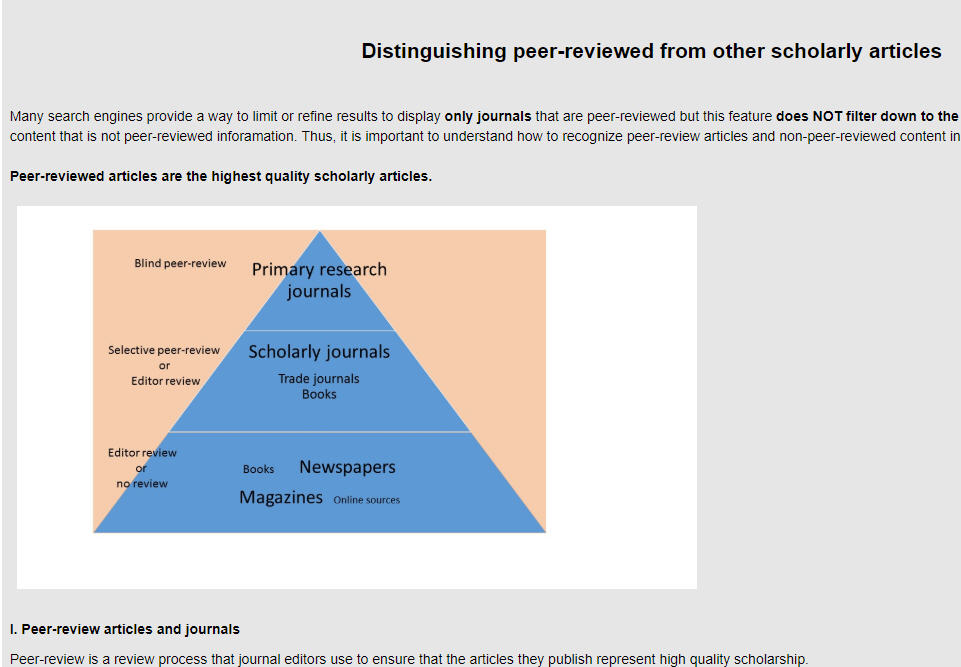 Distinguishing peer-reviewed from other scholarly articles
Many search engines provide a way to limit or refine results to display only journals that are peer-reviewed but this feature does NOT filter down to the
content that is not peer-reviewed inforamation. Thus, it is important to understand how to recognize peer-review articles and non-peer-reviewed content in
Peer-reviewed articles are the highest quality scholarly articles.
Blind peer-review
Primary research
journals
Selective peer-review
or
Editor review
Scholarly journals
Trade journals
Books
Editor review
or
no review
Books Newspapers
Magazines Online sources
I. Peer-review articles and journals
Peer-review is a review process that journal editors use to ensure that the articles they publish represent high quality scholarship.